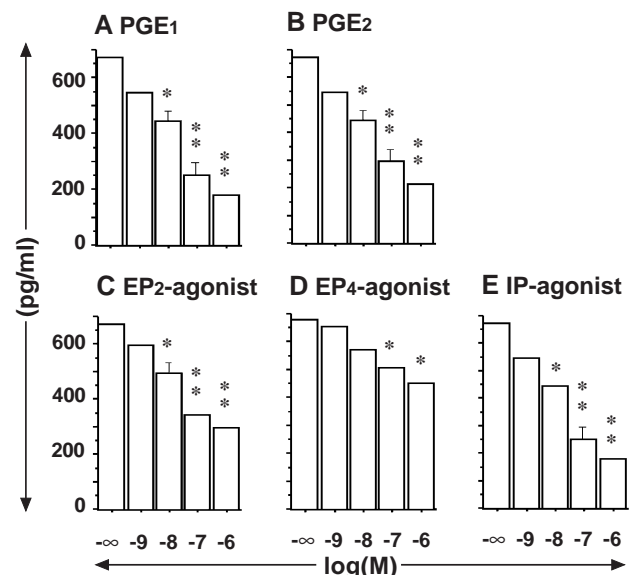 A PGE1
B PGE2
600
400
200
0
*
* *
* *
*
* *
* *
C EP2-agonist
D EP4-agonist
E IP-agonist
(pg/ml)
600
400
200
0
*
* *
* *
*
*
*
* *
* *
-∞ -9 -8 -7 -6
-∞ -9 -8 -7 -6
-∞ -9 -8 -7 -6
log(M)